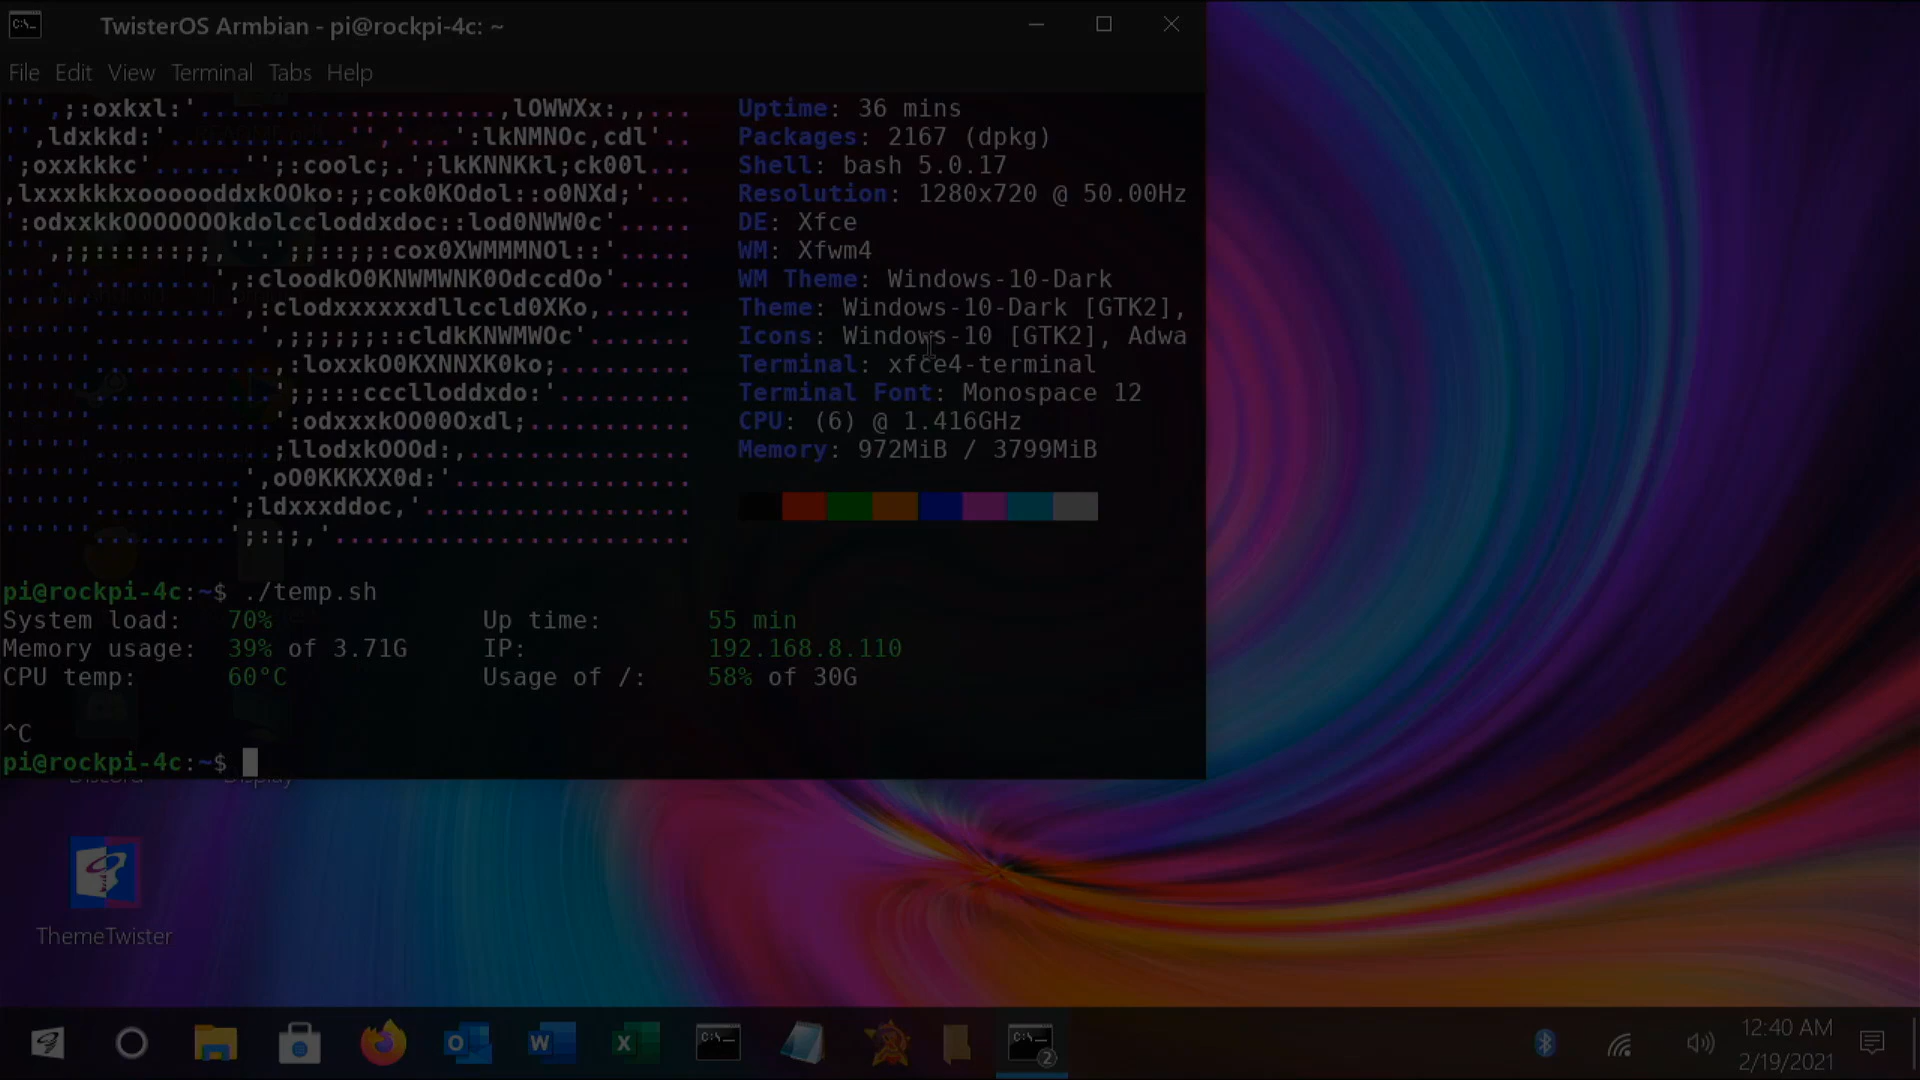 TwisterOS Armbian - pi@rockpi-4c: ~
File Edit View Terminal Tabs Help
Uptime: 36 mins
Packages: 2167 (dpkg)
Shell: bash 5.0.17
Resolution: 1280x720 @ 50.00Hz
DE: Xfce
WM: Xfwm4
WM Theme: Windows-10-Dark
Theme: Windows-10-Dark [GTK2],
Icons: Windows-10 [GTK2], Adwa
Terminal: xfce4-terminal
Terminal Font: Monospace 12
CPU: (6) @ 1.416GHz
Memory: 972MiB / 3799MiB
pi@rockpi-4c:~$ ./temp.sh
System load: 70% Up time: 55 min
Memory usage: 39% of 3.71G IP: 192.168.8.110
CPU temp: 60°C Usage of /: 58% of 30G
^C
pi@rockpi-4c:~$
Discord Display
ThemeTwister
12:40 AM
2/19/2021